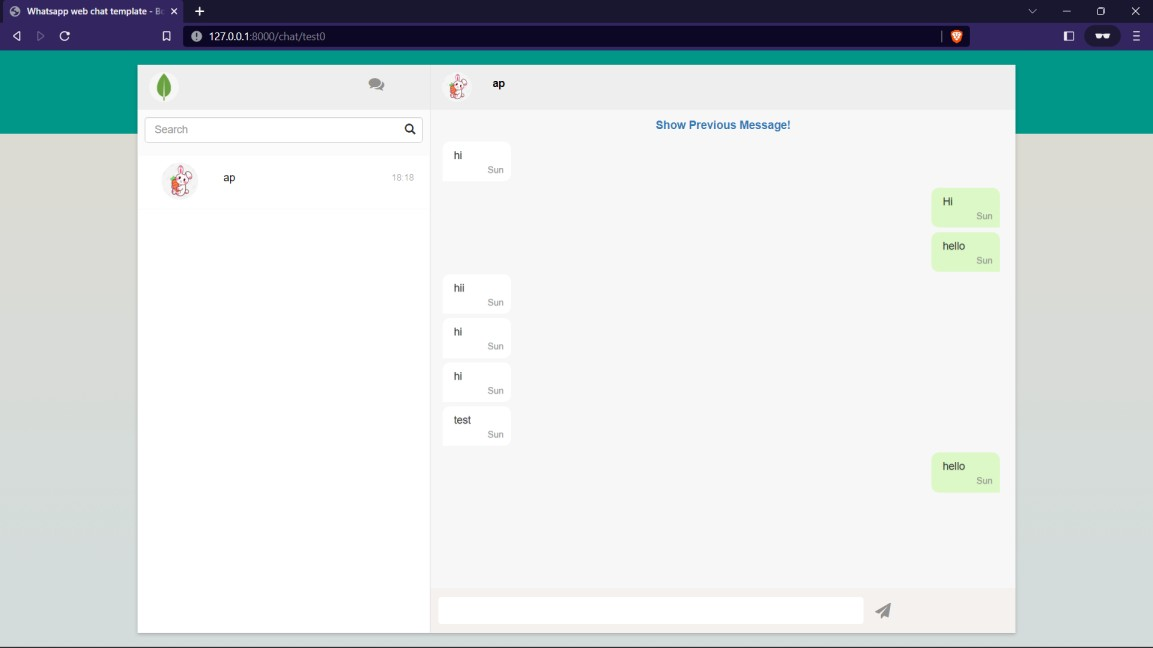 Whatsapp web chat template - Bo
127.0.0.1:8000/chat/test0
ap
Show Previous Message!
Search
ap
18:18
hi
Sun
Hi
Sun
hello
Sun
hii
Sun
hi
Sun
hi
Sun
test
Sun
hello
Sun